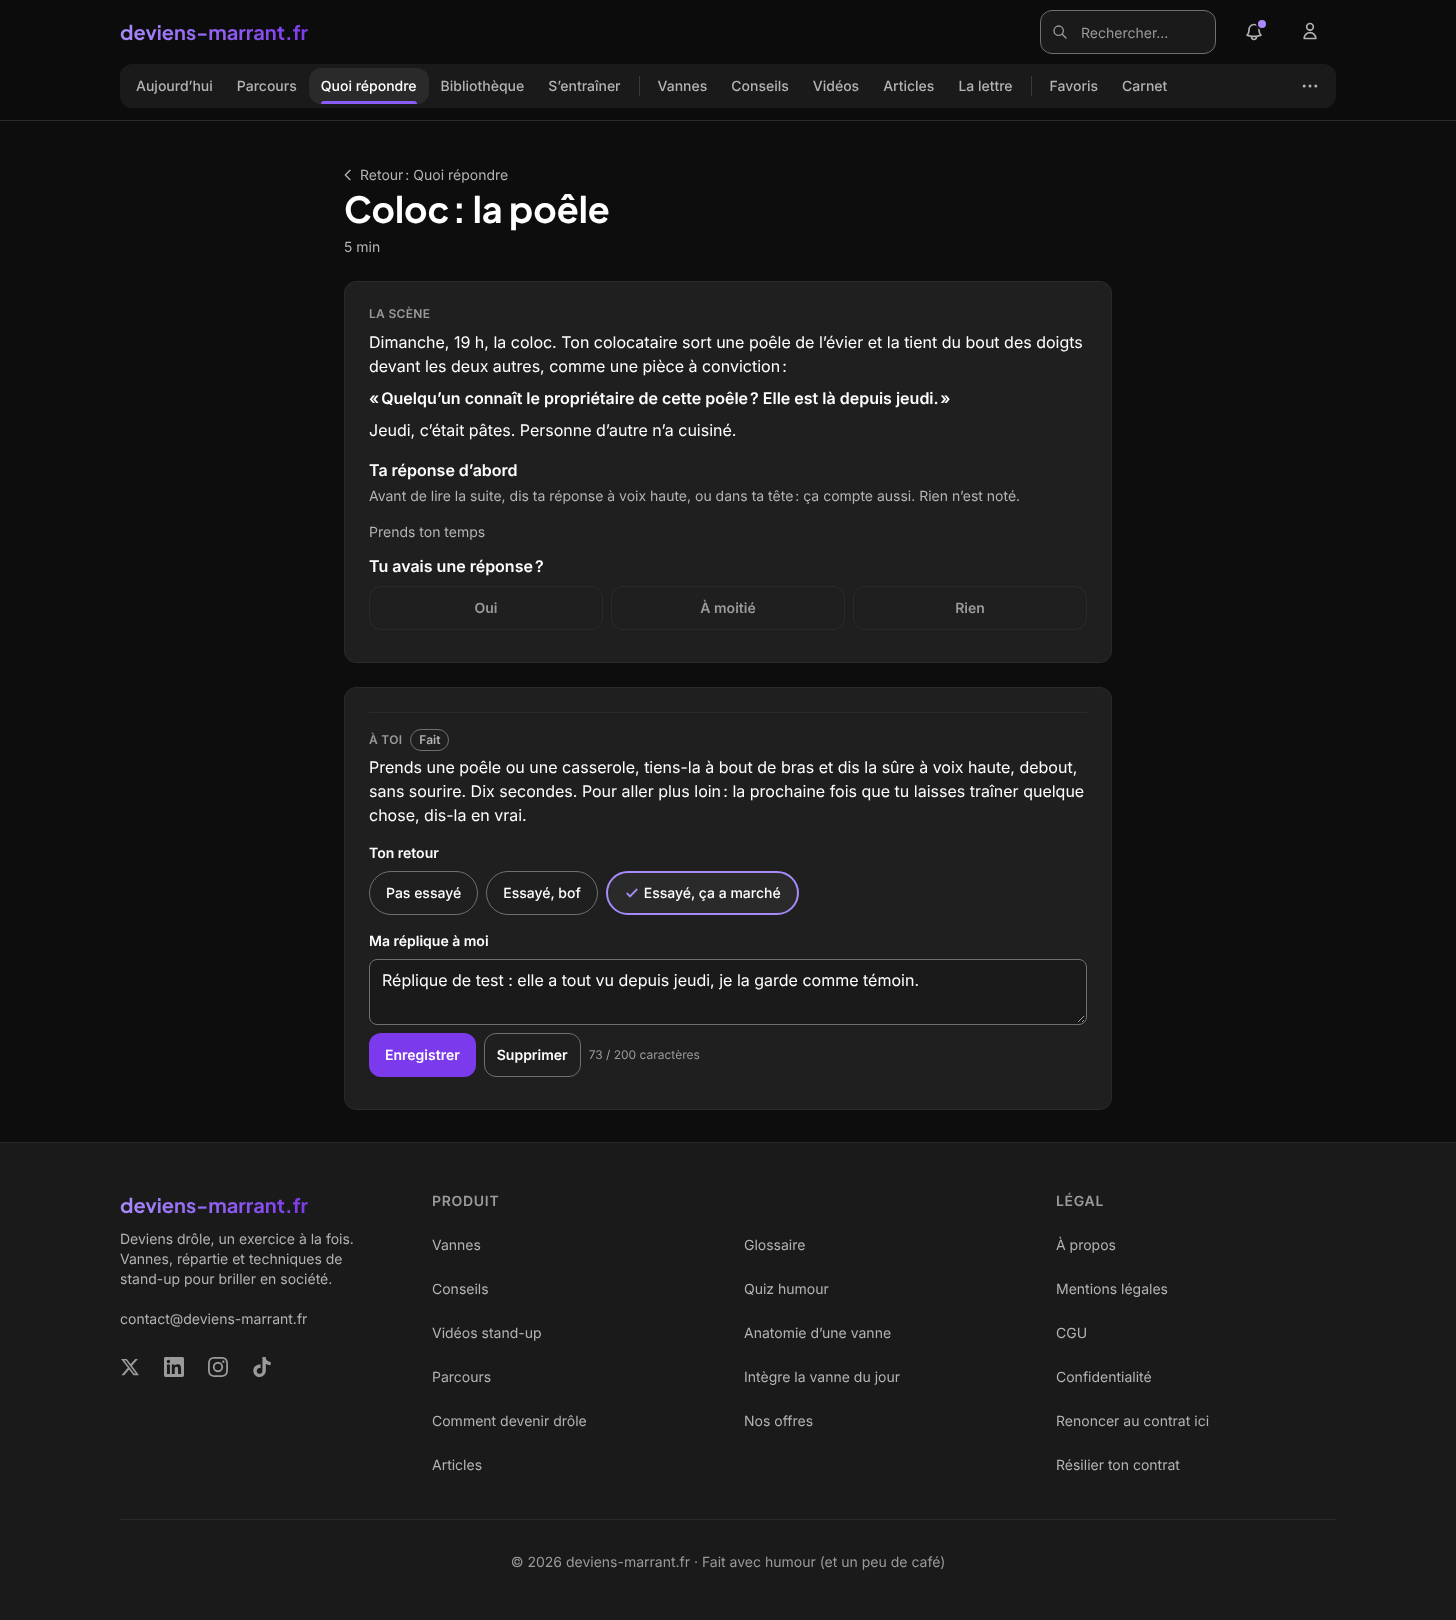 deviens-marrant.fr
Rechercher...
Aujourd’hui Parcours Quoi répondre Bibliothèque S’entraîner Vannes Conseils Vidéos Articles La lettre Favoris Carnet
Retour : Quoi répondre
Coloc : la poêle
5 min
LA SCÈNE
Dimanche, 19 h, la coloc. Ton colocataire sort une poêle de l’évier et la tient du bout des doigts
devant les deux autres, comme une pièce à conviction :
« Quelqu’un connaît le propriétaire de cette poêle ? Elle est là depuis jeudi. »
Jeudi, c’était pâtes. Personne d’autre n’a cuisiné.
Ta réponse d’abord
Avant de lire la suite, dis ta réponse à voix haute, ou dans ta tête : ça compte aussi. Rien n’est noté.
Prends ton temps
Tu avais une réponse ?
Oui À moitié Rien
À TOI Fait
Prends une poêle ou une casserole, tiens-la à bout de bras et dis la sûre à voix haute, debout,
sans sourire. Dix secondes. Pour aller plus loin : la prochaine fois que tu laisses traîner quelque
chose, dis-la en vrai.
Ton retour
Pas essayé Essayé, bof Essayé, ça a marché
Ma réplique à moi
Réplique de test : elle a tout vu depuis jeudi, je la garde comme témoin.
Enregistrer Supprimer 73 / 200 caractères
deviens-marrant.fr
Deviens drôle, un exercice à la fois.
Vannes, répartie et techniques de
stand-up pour briller en société.
contact@deviens-marrant.fr
PRODUIT
Vannes
Conseils
Vidéos stand-up
Parcours
Comment devenir drôle
Articles
Glossaire
Quiz humour
Anatomie d’une vanne
Intègre la vanne du jour
Nos offres
LÉGAL
À propos
Mentions légales
CGU
Confidentialité
Renoncer au contrat ici
Résilier ton contrat
© 2026 deviens-marrant.fr · Fait avec humour (et un peu de café)